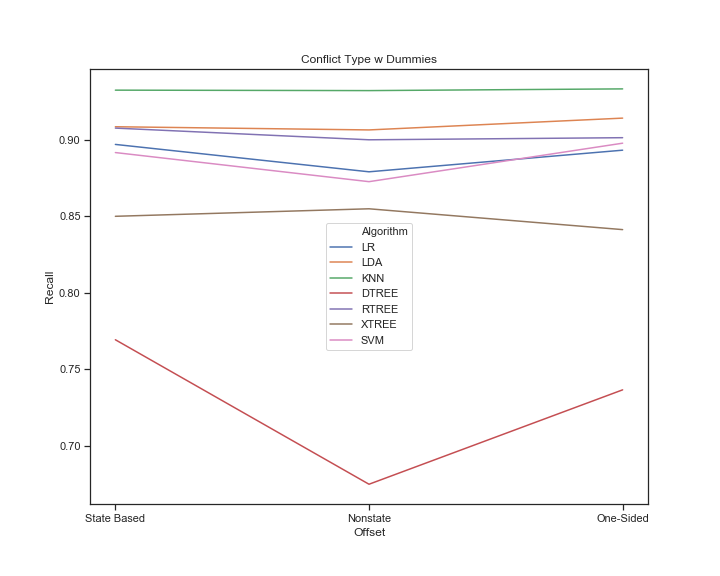 Conflict Type w Dummies
Recall
0.90
0.85
0.80
0.75
0.70
Algorithm
LR
LDA
KNN
DTREE
RTREE
XTREE
SVM
State Based
Nonstate
One-Sided
Offset